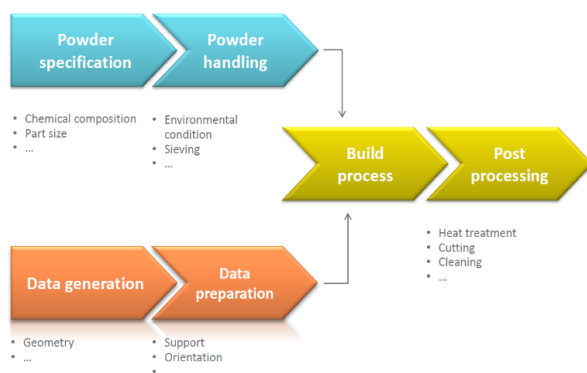 Powder
specification
Powder
handling
• Chemical composition
• Part size
• ...
• Environmental
condition
• Sieving
• ...
Build
process
Post
processing
• Heat treatment
• Cutting
• Cleaning
• ...
Data generation
Data
preparation
• Geometry
• ...
• Support
• Orientation
•